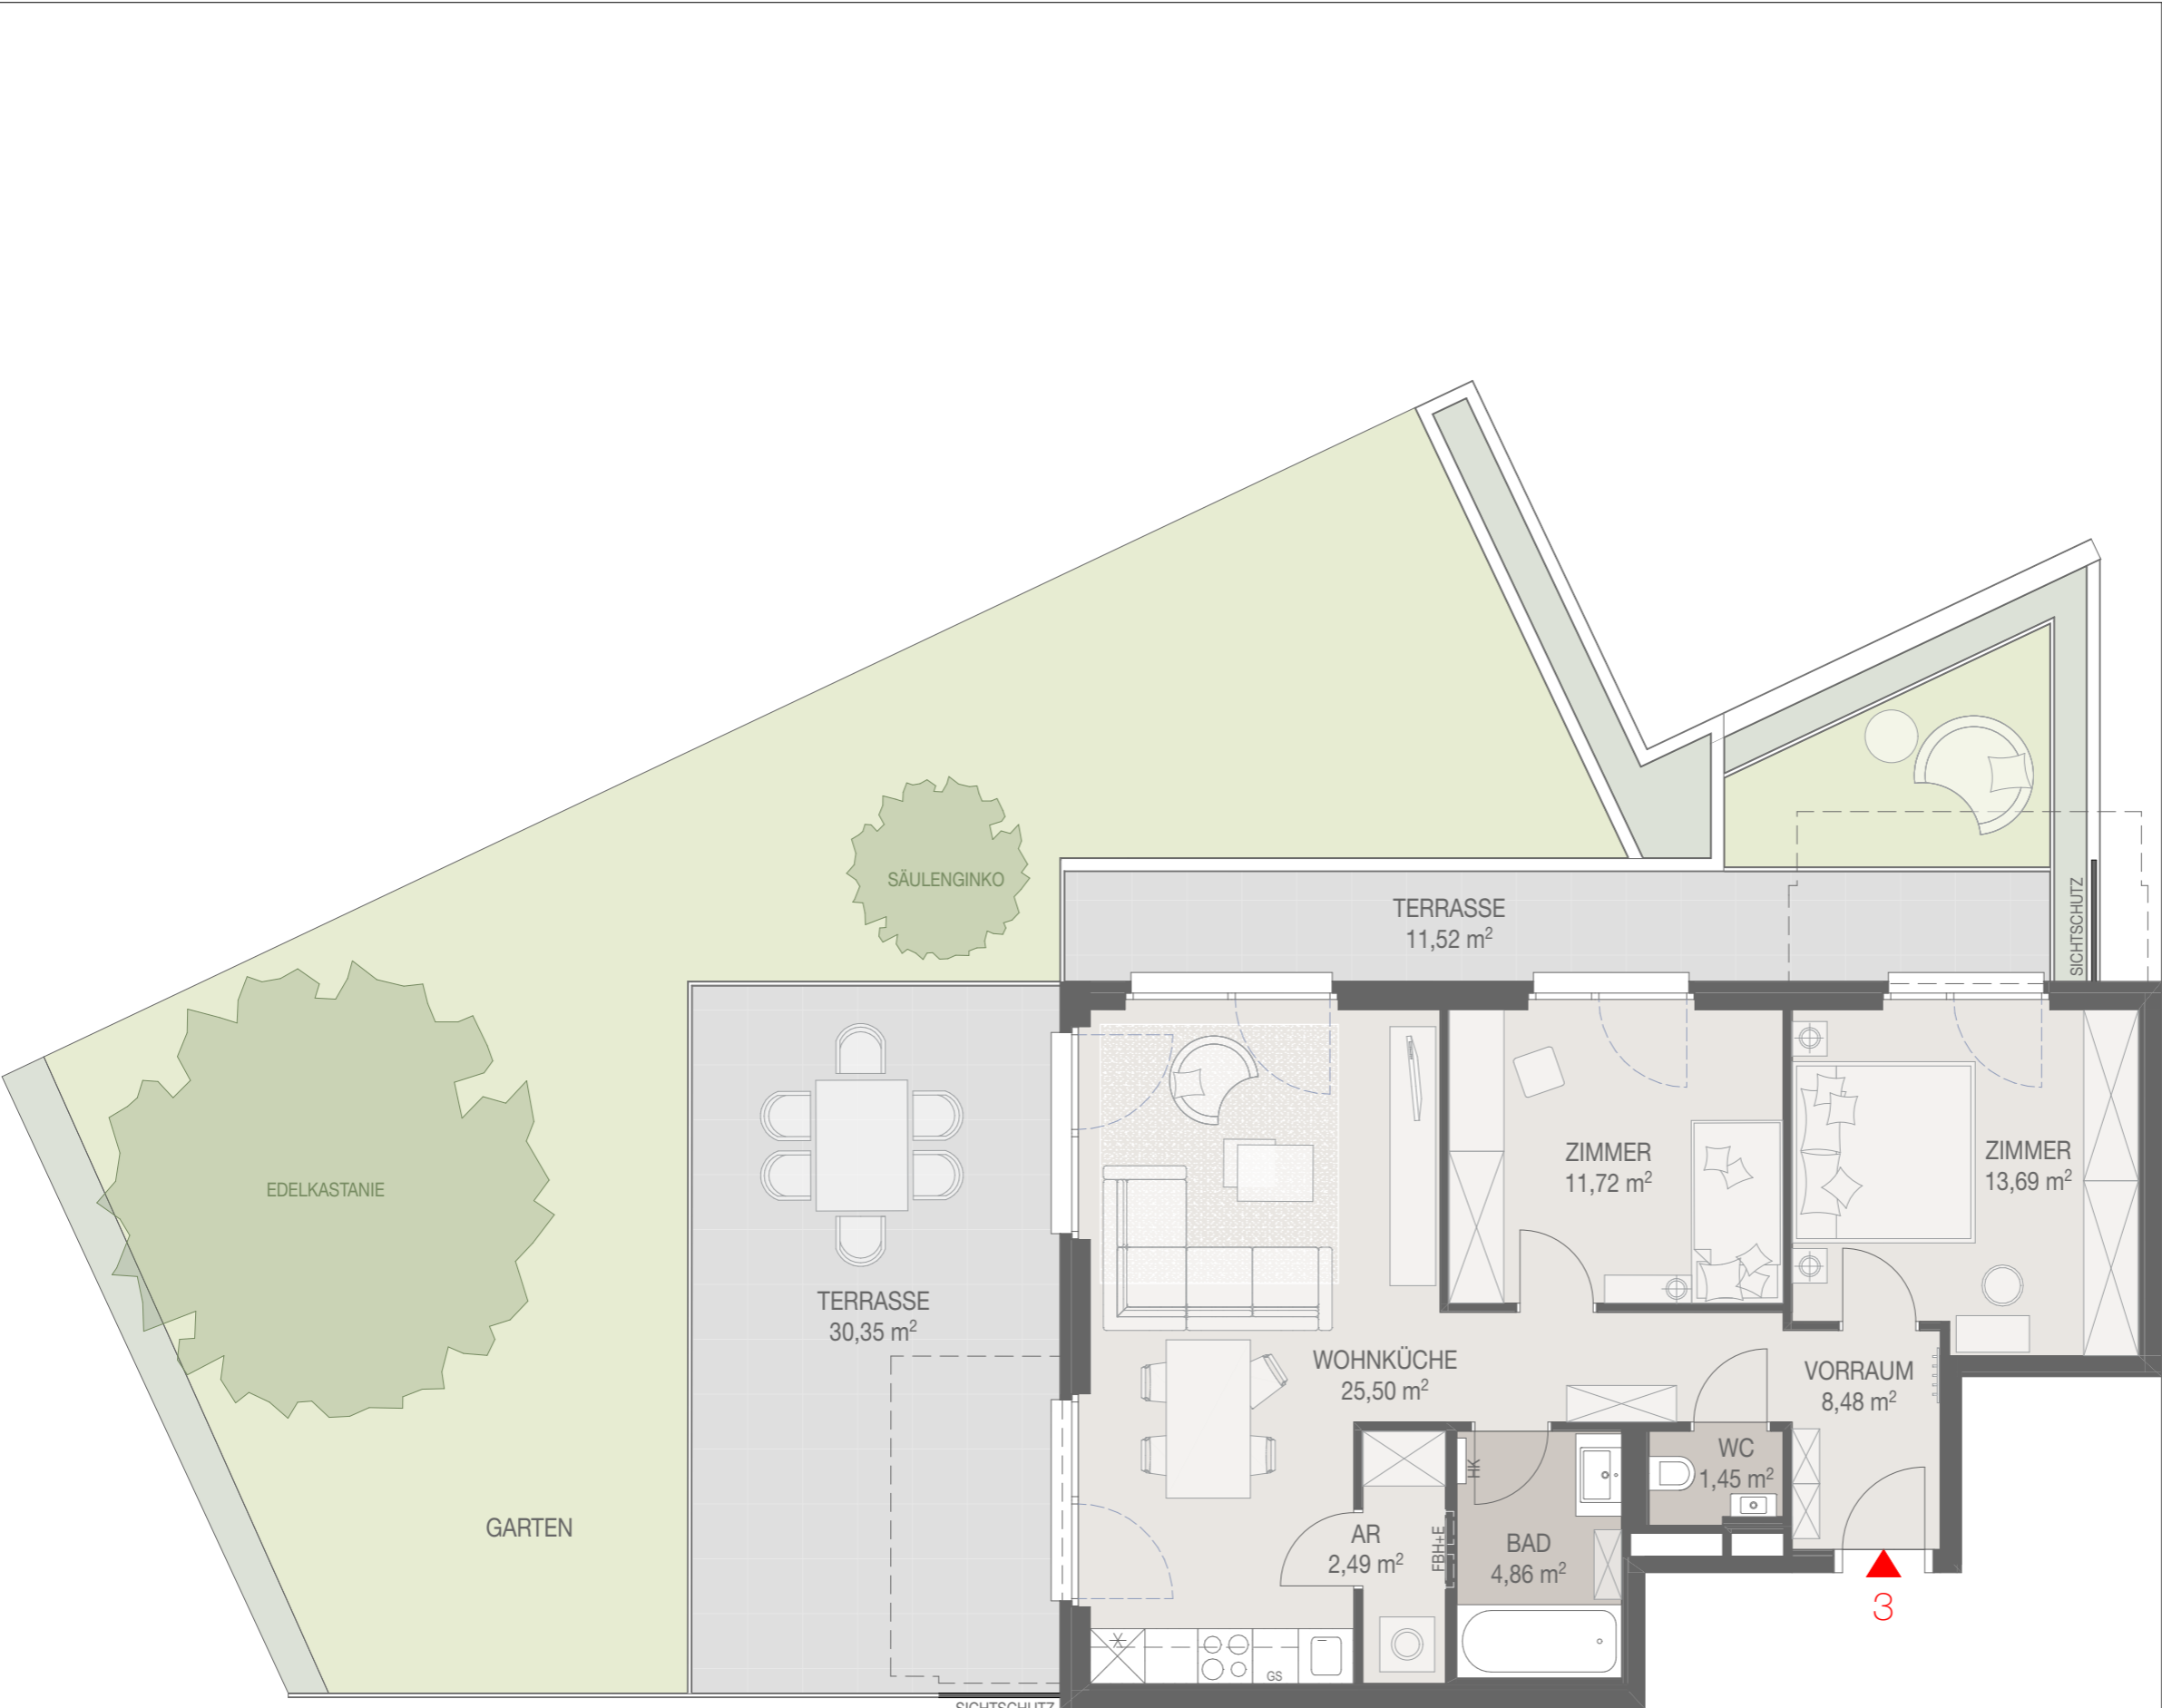 SÄULENGINKO
TERRASSE
11,52 m²
SICHTSCHUTZ
EDELKASTANIE
ZIMMER
11,72 m²
ZIMMER
13,69 m²
TERRASSE
30,35 m²
WOHNKÜCHE
25,50 m²
VORRAUM
8,48 m²
WC
1,45 m²
HK
GARTEN
AR
2,49 m²
FBH+E
BAD
4,86 m²
3
GS
SICHTSCHUTZ